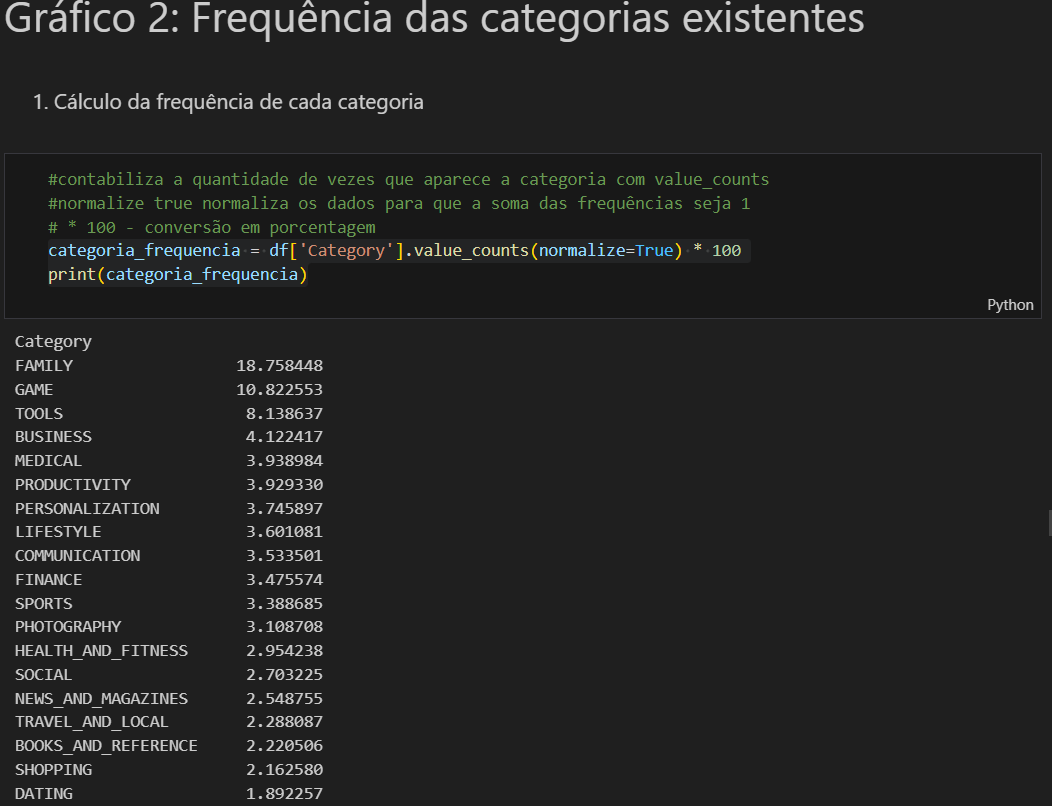 Gráfico 2: Frequência das categorias existentes
1. Cálculo da frequência de cada categoria
#contabiliza a quantidade de vezes que aparece a categoria com value_counts
#normalize true normaliza os dados para que a soma das frequências seja 1
# * 100 - conversão em porcentagem
categoria_frequencia = df['Category'].value_counts(normalize=True) * 100
print(categoria_frequencia)
Python
Category
FAMILY 18.758448
GAME 10.822553
TOOLS 8.138637
BUSINESS 4.122417
MEDICAL 3.938984
PRODUCTIVITY 3.929330
PERSONALIZATION 3.745897
LIFESTYLE 3.601081
COMMUNICATION 3.533501
FINANCE 3.475574
SPORTS 3.388685
PHOTOGRAPHY 3.108708
HEALTH_AND_FITNESS 2.954238
SOCIAL 2.703225
NEWS_AND_MAGAZINES 2.548755
TRAVEL_AND_LOCAL 2.288087
BOOKS_AND_REFERENCE 2.220506
SHOPPING 2.162580
DATING 1.892257